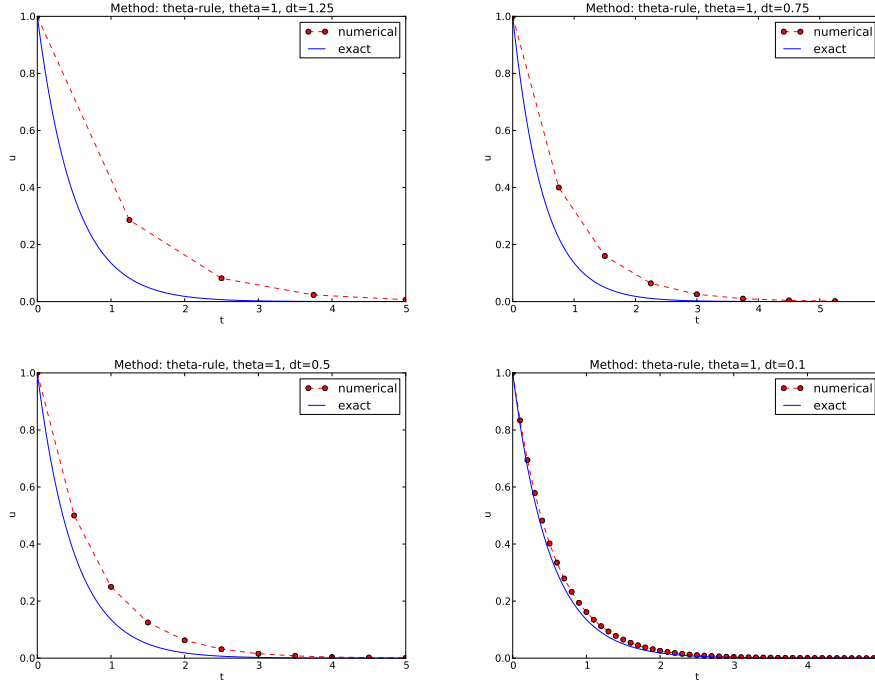 Method: theta-rule, theta=1, dt=1.25
1.0
0.8
0.6
0.4
0.2
0.0
u
numerical
exact
0 1 2 3 4 5
t
Method: theta-rule, theta=1, dt=0.75
1.0
0.8
0.6
0.4
0.2
0.0
u
numerical
exact
0 1 2 3 4 5
t
Method: theta-rule, theta=1, dt=0.5
1.0
0.8
0.6
0.4
0.2
0.0
u
numerical
exact
0 1 2 3 4 5
t
Method: theta-rule, theta=1, dt=0.1
1.0
0.8
0.6
0.4
0.2
0.0
u
numerical
exact
0 1 2 3 4
t